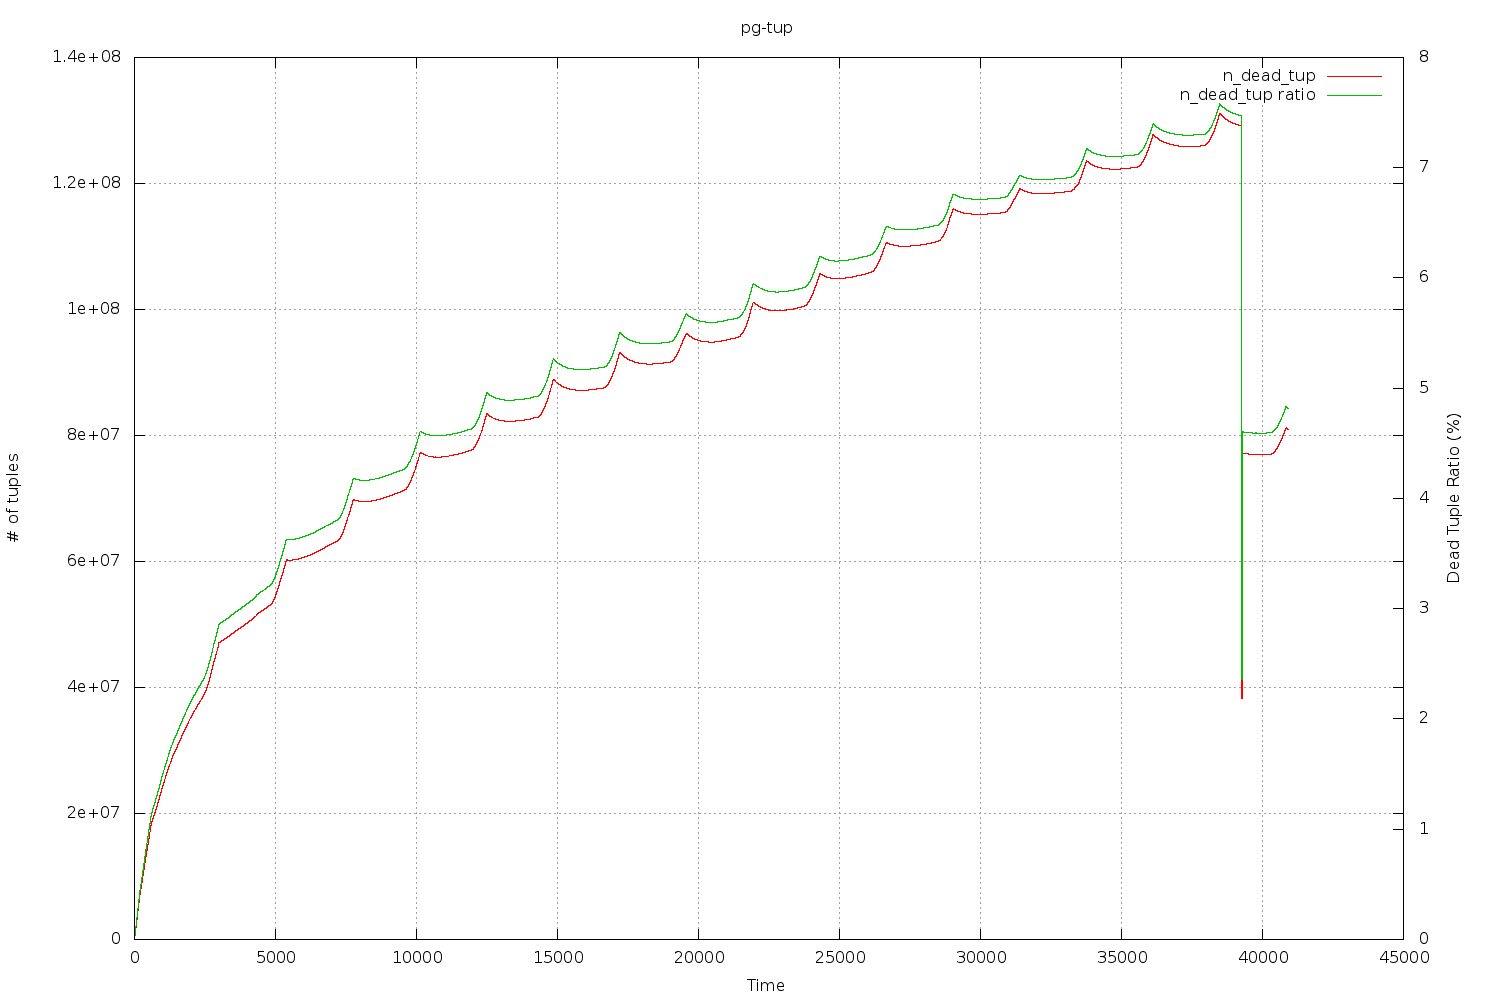 pg-tup
n_dead_tup
n_dead_tup ratio
1.4e+08
1.2e+08
1e+08
8e+07
6e+07
4e+07
2e+07
0
# of tuples
8
7
6
5
4
3
2
1
0
Dead Tuple Ratio (%)
0 5000 10000 15000 20000 25000 30000 35000 40000 45000
Time